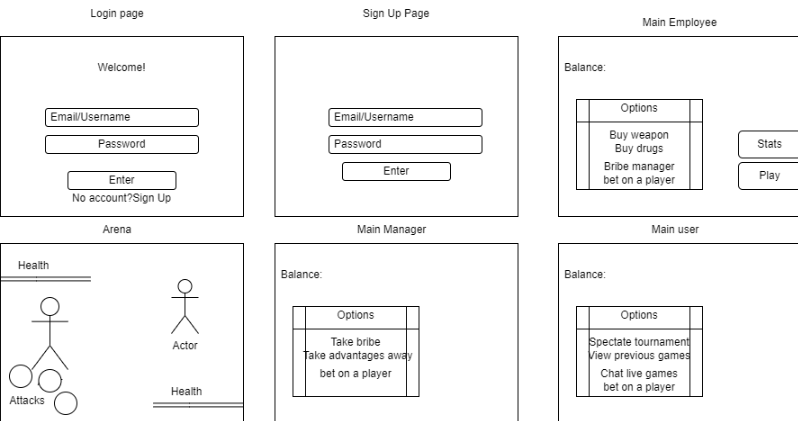 Login page
Welcome!
Email/Username
Password
Enter
No account?Sign Up
Sign Up Page
Email/Username
Password
Enter
Main Employee
Balance:
Options
Buy weapon
Buy drugs
Bribe manager
bet on a player
Stats
Play
Arena
Health
Actor
Attacks
Health
Main Manager
Balance:
Options
Take bribe
Take advantages away
bet on a player
Main user
Balance:
Options
Spectate tournament
View previous games
Chat live games
bet on a player